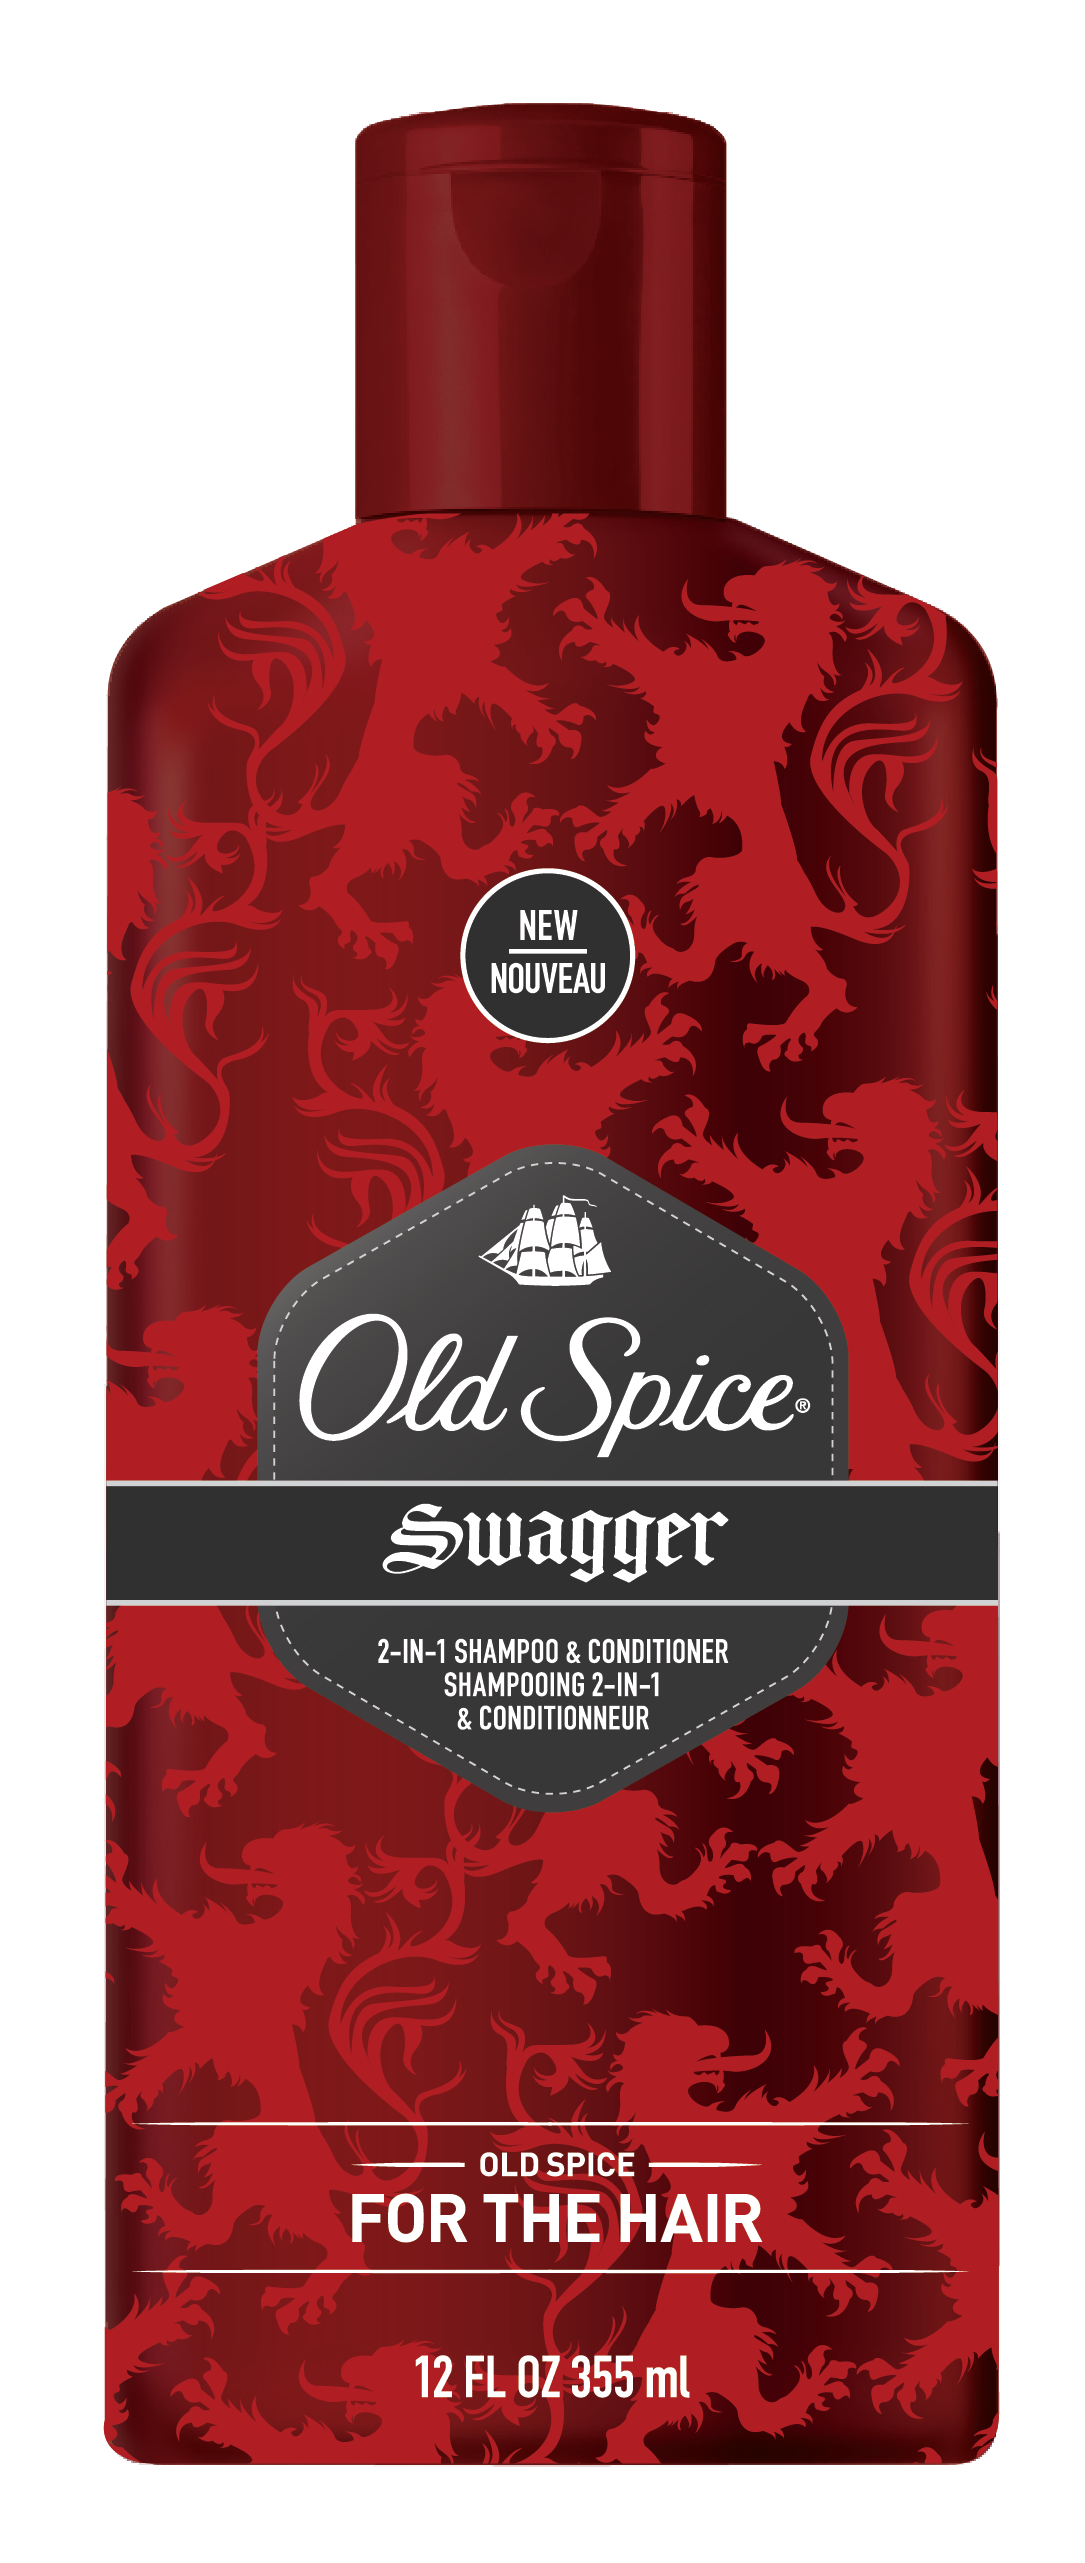 NEW
NOUVEAU
Old Spice®
Swagger
2-IN-1 SHAMPOO & CONDITIONER
SHAMPOOING 2-IN-1
& CONDITIONNEUR
OLD SPICE
FOR THE HAIR
12 FL OZ 355 ml